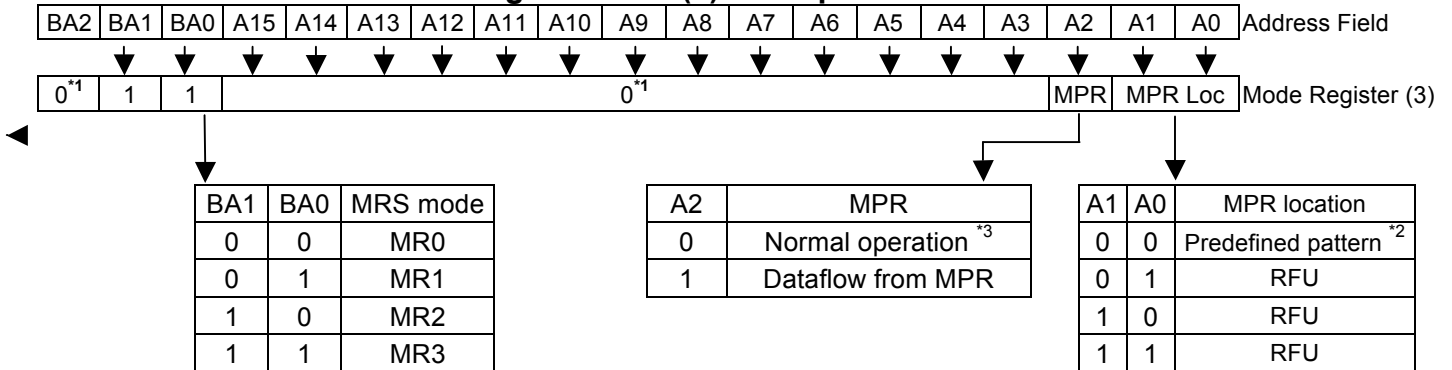 BA2 BA1 BA0 A15 A14 A13 A12 A11 A10 A9 A8 A7 A6 A5 A4 A3 A2 A1 A0 Address Field
0*1 1 1 0*1 MPR MPR Loc Mode Register (3)
BA1 BA0 MRS mode
0 0 MR0
0 1 MR1
1 0 MR2
1 1 MR3
A2 MPR
0 Normal operation *3
1 Dataflow from MPR
A1 A0 MPR location
0 0 Predefined pattern *2
0 1 RFU
1 0 RFU
1 1 RFU